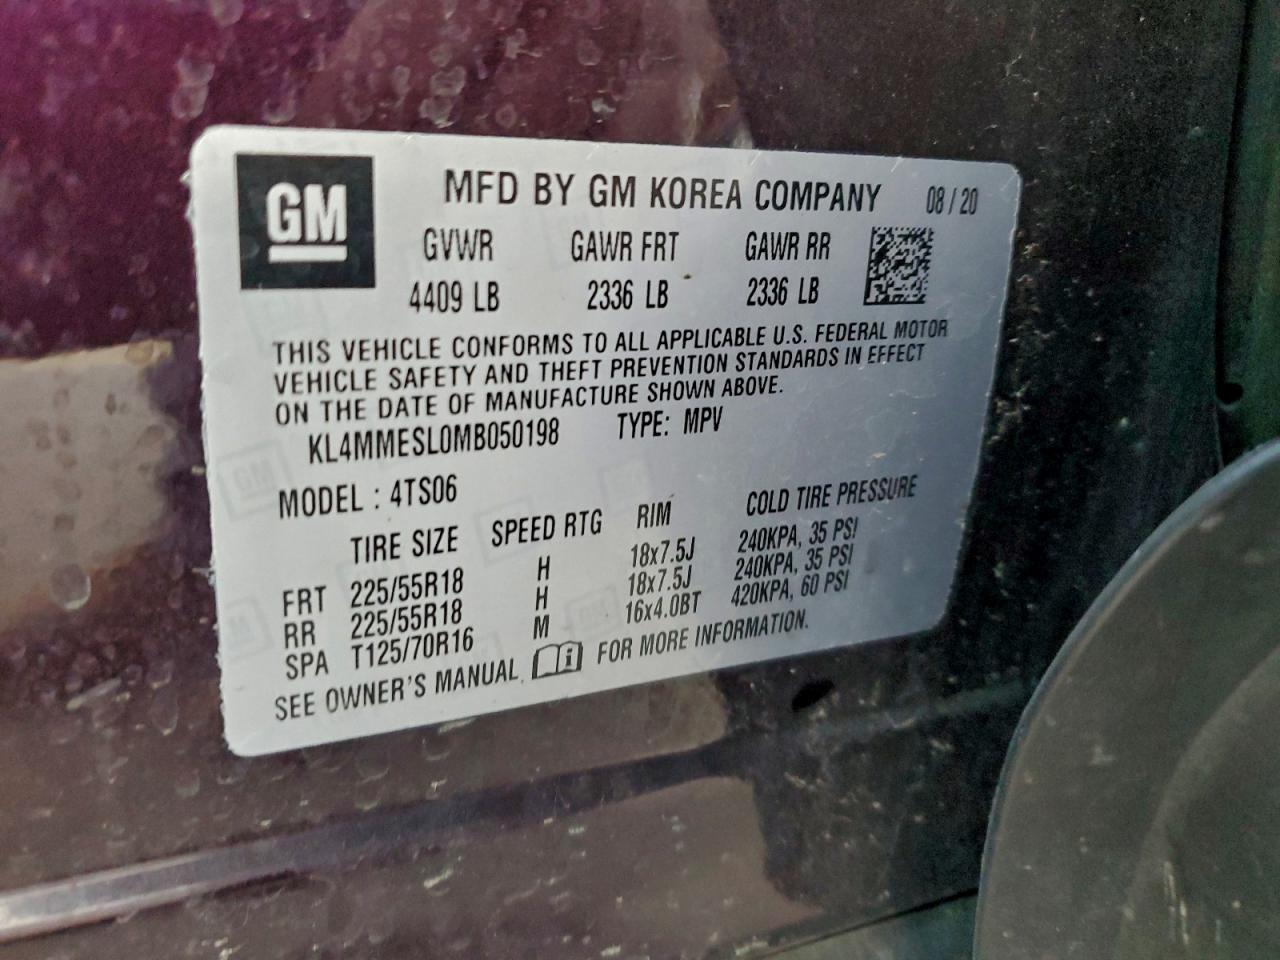 GM
MFD BY GM KOREA COMPANY 08 / 20
GVWR GAWR FRT GAWR RR
4409 LB 2336 LB 2336 LB
THIS VEHICLE CONFORMS TO ALL APPLICABLE U.S. FEDERAL MOTOR
VEHICLE SAFETY AND THEFT PREVENTION STANDARDS IN EFFECT
ON THE DATE OF MANUFACTURE SHOWN ABOVE.
KL4MMESL0MB050198 TYPE: MPV
MODEL : 4TS06
TIRE SIZE SPEED RTG RIM COLD TIRE PRESSURE
FRT 225/55R18 H 18x7.5J 240KPA, 35 PSI
RR 225/55R18 H 18x7.5J 240KPA, 35 PSI
SPA T125/70R16 M 16x4.0BT 420KPA, 60 PSI
SEE OWNER'S MANUAL FOR MORE INFORMATION.